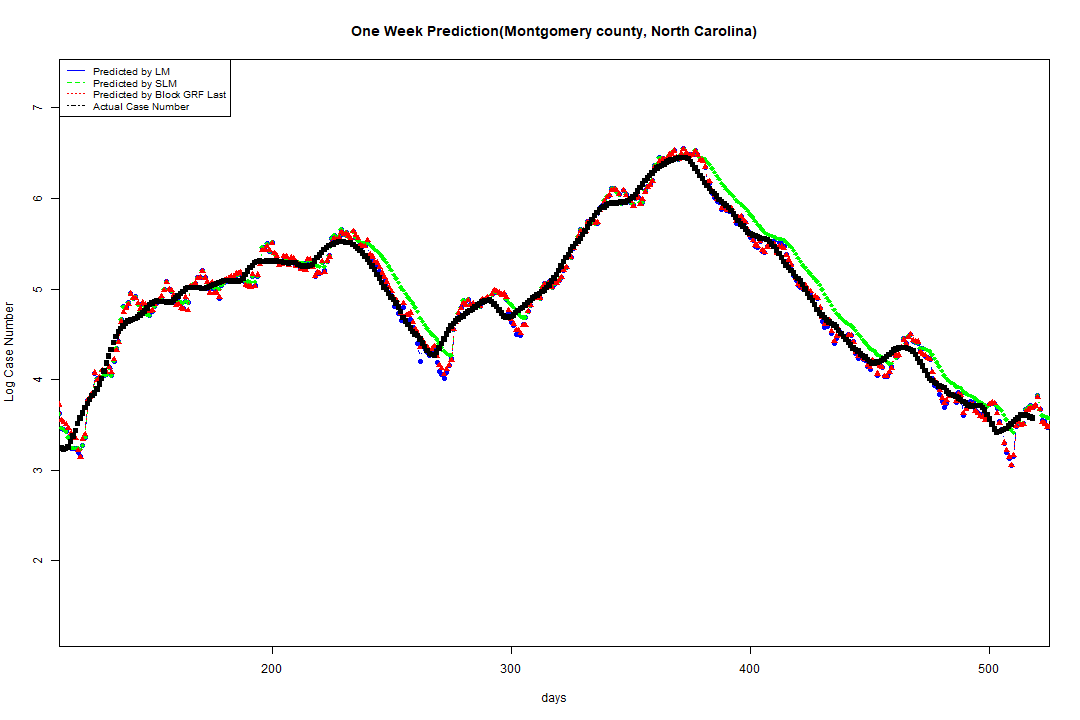 One Week Prediction(Montgomery county, North Carolina)
Predicted by LM
Predicted by SLM
Predicted by Block GRF Last
Actual Case Number
7
6
5
4
3
2
Log Case Number
200 300 400 500
days